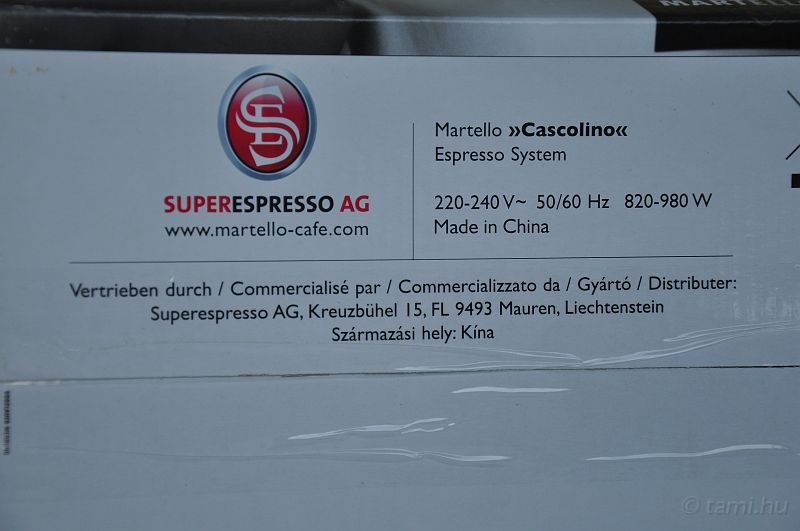 MARTELLO
SE
SUPERESPRESSO AG
www.martello-cafe.com
Martello »Cascolino«
Espresso System
220-240 V~ 50/60 Hz 820-980 W
Made in China
Vertrieben durch / Commercialisé par / Commercializzato da / Gyártó / Distributer:
Superespresso AG, Kreuzbühel 15, FL 9493 Mauren, Liechtenstein
Származási hely: Kína
© tami.hu